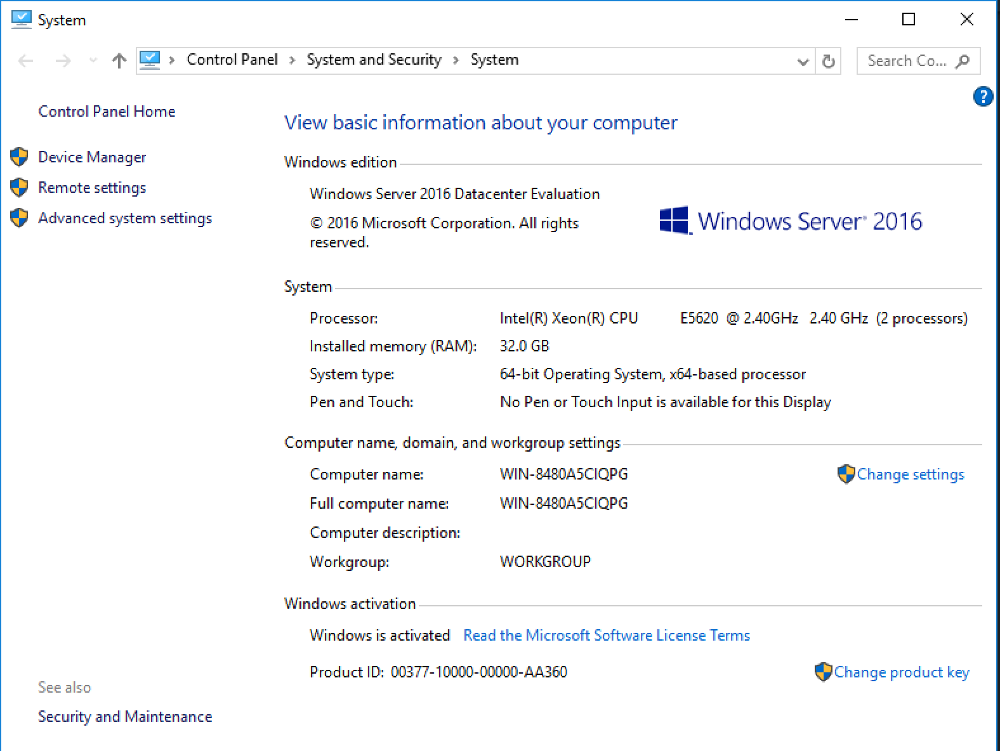 System
Control Panel > System and Security > System
Search Co...
?
Control Panel Home
Device Manager
Remote settings
Advanced system settings
View basic information about your computer
Windows edition
Windows Server 2016 Datacenter Evaluation
© 2016 Microsoft Corporation. All rights
reserved.
Windows Server® 2016
System
Processor: Intel(R) Xeon(R) CPU E5620 @ 2.40GHz 2.40 GHz (2 processors)
Installed memory (RAM): 32.0 GB
System type: 64-bit Operating System, x64-based processor
Pen and Touch: No Pen or Touch Input is available for this Display
Computer name, domain, and workgroup settings
Computer name: WIN-8480A5CIQPG Change settings
Full computer name: WIN-8480A5CIQPG
Computer description:
Workgroup: WORKGROUP
Windows activation
Windows is activated Read the Microsoft Software License Terms
Product ID: 00377-10000-00000-AA360 Change product key
See also
Security and Maintenance